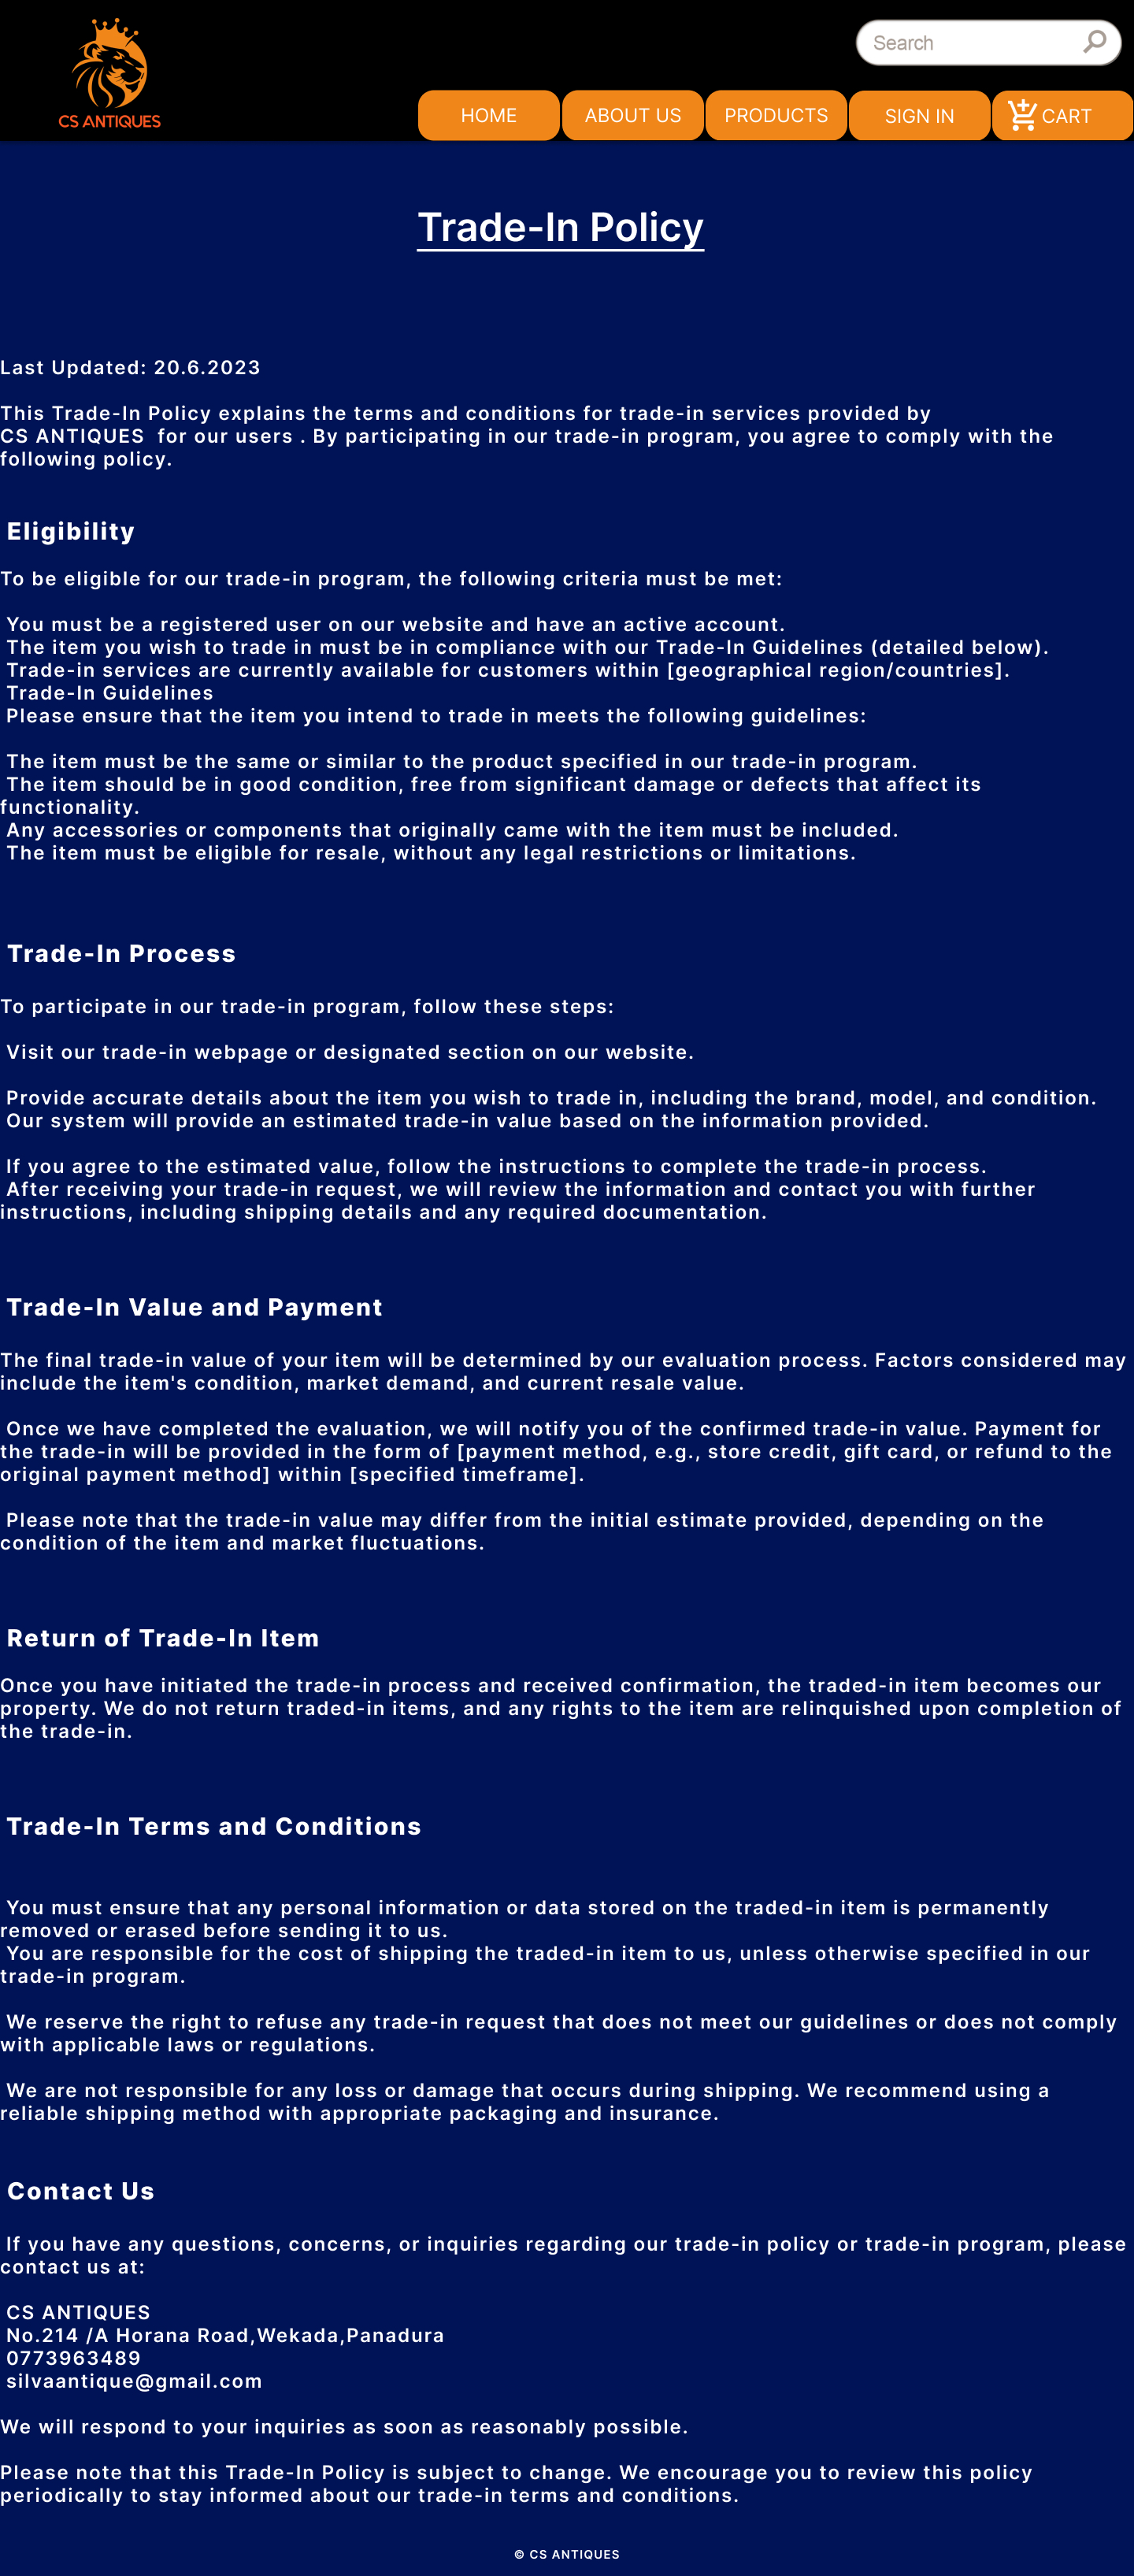 CS ANTIQUES
Search
HOME
ABOUT US
PRODUCTS
SIGN IN
CART
Trade-In Policy
Last Updated: 20.6.2023
This Trade-In Policy explains the terms and conditions for trade-in services provided by
CS ANTIQUES  for our users . By participating in our trade-in program, you agree to comply with the
following policy.
Eligibility
To be eligible for our trade-in program, the following criteria must be met:
You must be a registered user on our website and have an active account.
The item you wish to trade in must be in compliance with our Trade-In Guidelines (detailed below).
Trade-in services are currently available for customers within [geographical region/countries].
Trade-In Guidelines
Please ensure that the item you intend to trade in meets the following guidelines:
The item must be the same or similar to the product specified in our trade-in program.
The item should be in good condition, free from significant damage or defects that affect its
functionality.
Any accessories or components that originally came with the item must be included.
The item must be eligible for resale, without any legal restrictions or limitations.
Trade-In Process
To participate in our trade-in program, follow these steps:
Visit our trade-in webpage or designated section on our website.
Provide accurate details about the item you wish to trade in, including the brand, model, and condition.
Our system will provide an estimated trade-in value based on the information provided.
If you agree to the estimated value, follow the instructions to complete the trade-in process.
After receiving your trade-in request, we will review the information and contact you with further
instructions, including shipping details and any required documentation.
Trade-In Value and Payment
The final trade-in value of your item will be determined by our evaluation process. Factors considered may
include the item's condition, market demand, and current resale value.
Once we have completed the evaluation, we will notify you of the confirmed trade-in value. Payment for
the trade-in will be provided in the form of [payment method, e.g., store credit, gift card, or refund to the
original payment method] within [specified timeframe].
Please note that the trade-in value may differ from the initial estimate provided, depending on the
condition of the item and market fluctuations.
Return of Trade-In Item
Once you have initiated the trade-in process and received confirmation, the traded-in item becomes our
property. We do not return traded-in items, and any rights to the item are relinquished upon completion of
the trade-in.
Trade-In Terms and Conditions
You must ensure that any personal information or data stored on the traded-in item is permanently
removed or erased before sending it to us.
You are responsible for the cost of shipping the traded-in item to us, unless otherwise specified in our
trade-in program.
We reserve the right to refuse any trade-in request that does not meet our guidelines or does not comply
with applicable laws or regulations.
We are not responsible for any loss or damage that occurs during shipping. We recommend using a
reliable shipping method with appropriate packaging and insurance.
Contact Us
If you have any questions, concerns, or inquiries regarding our trade-in policy or trade-in program, please
contact us at:
CS ANTIQUES
No.214 /A Horana Road,Wekada,Panadura
0773963489
silvaantique@gmail.com
We will respond to your inquiries as soon as reasonably possible.
Please note that this Trade-In Policy is subject to change. We encourage you to review this policy
periodically to stay informed about our trade-in terms and conditions.
© CS ANTIQUES